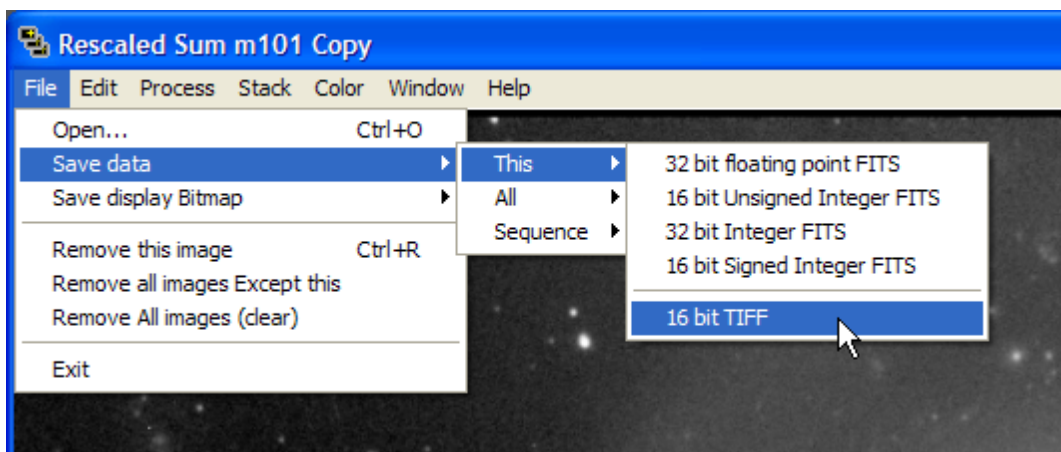 Rescaled Sum m101 Copy
File Edit Process Stack Color Window Help
Open... Ctrl+O
Save data
Save display Bitmap
Remove this image Ctrl+R
Remove all images Except this
Remove All images (clear)
Exit
This
All
Sequence
32 bit floating point FITS
16 bit Unsigned Integer FITS
32 bit Integer FITS
16 bit Signed Integer FITS
16 bit TIFF